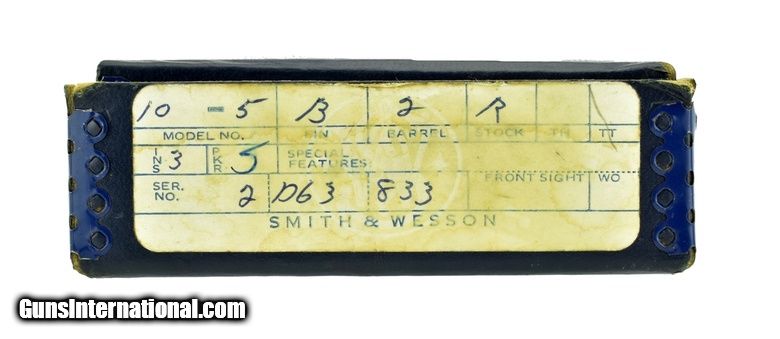 10 - 5 B 2 R
MODEL NO. FIN BARREL STOCK TH TT
INS 3 PKR 5 SPECIAL FEATURES
FRONT SIGHT WO
SER. NO. 2 D63 833
SMITH & WESSON
GunsInternational.com